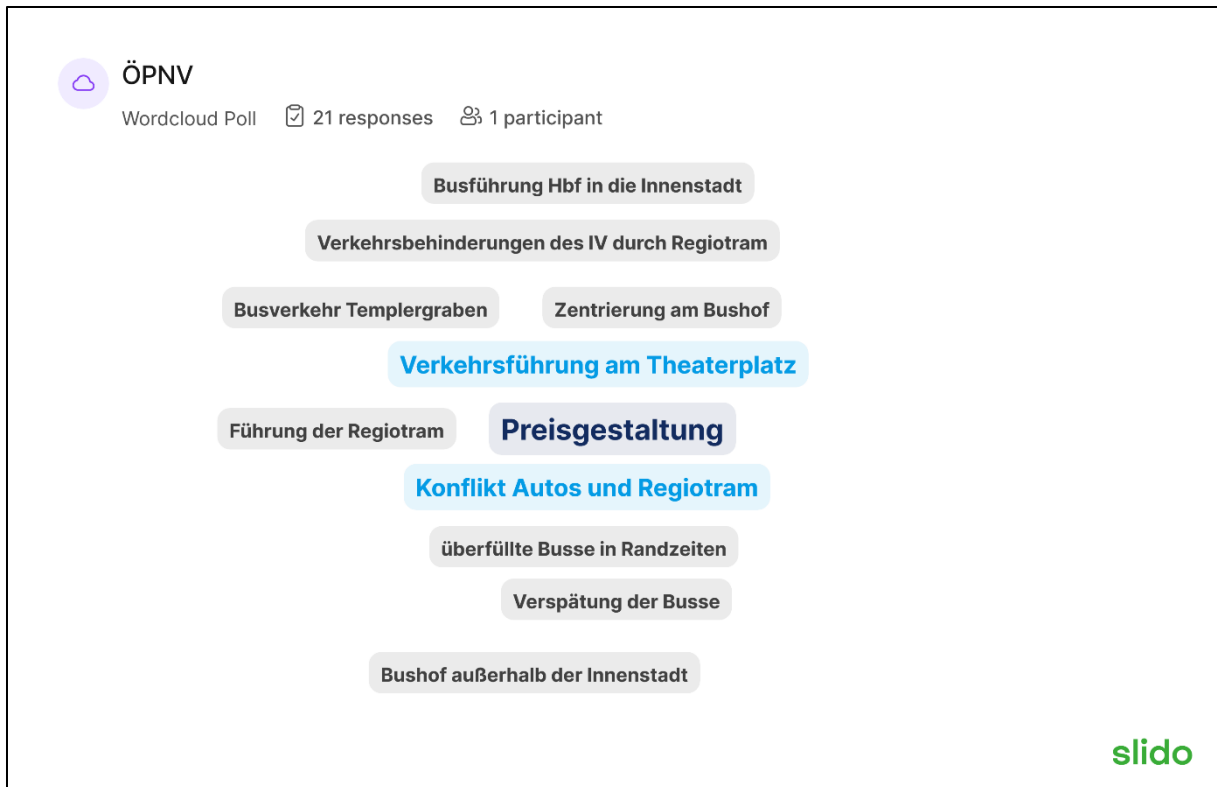 ÖPNV
Wordcloud Poll 21 responses 1 participant
Busführung Hbf in die Innenstadt
Verkehrsbehinderungen des IV durch Regiotram
Busverkehr Templergraben Zentrierung am Bushof
Verkehrsführung am Theaterplatz
Führung der Regiotram Preisgestaltung
Konflikt Autos und Regiotram
überfüllte Busse in Randzeiten
Verspätung der Busse
Bushof außerhalb der Innenstadt
slido